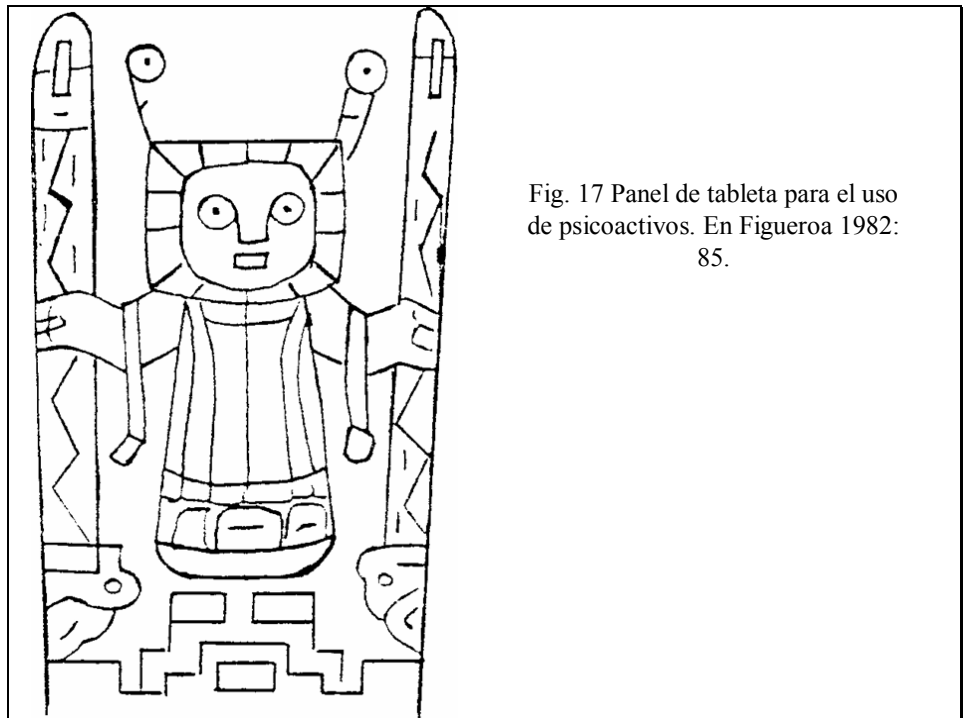 Fig. 17 Panel de tableta para el uso
de psicoactivos. En Figueroa 1982:
85.